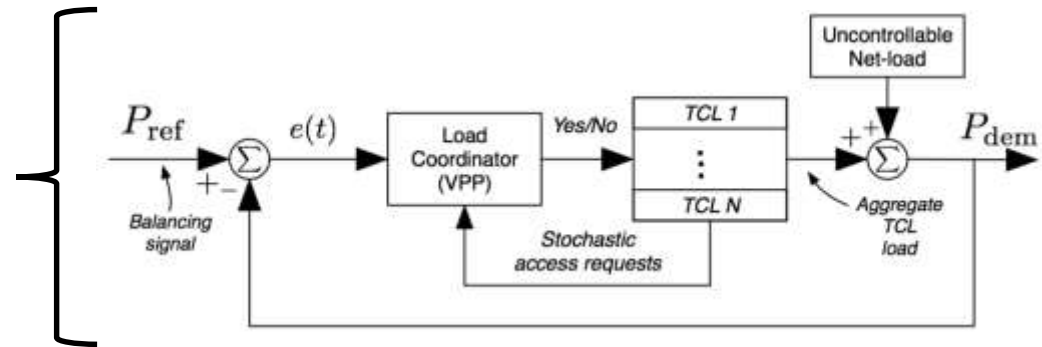 Uncontrollable
Net-load
P_ref
e(t)
Load
Coordinator
(VPP)
Yes/No
TCL 1
⋮
TCL N
+ +
P_dem
Σ
Σ
+ −
Balancing
signal
Stochastic
access requests
Aggregate
TCL
load